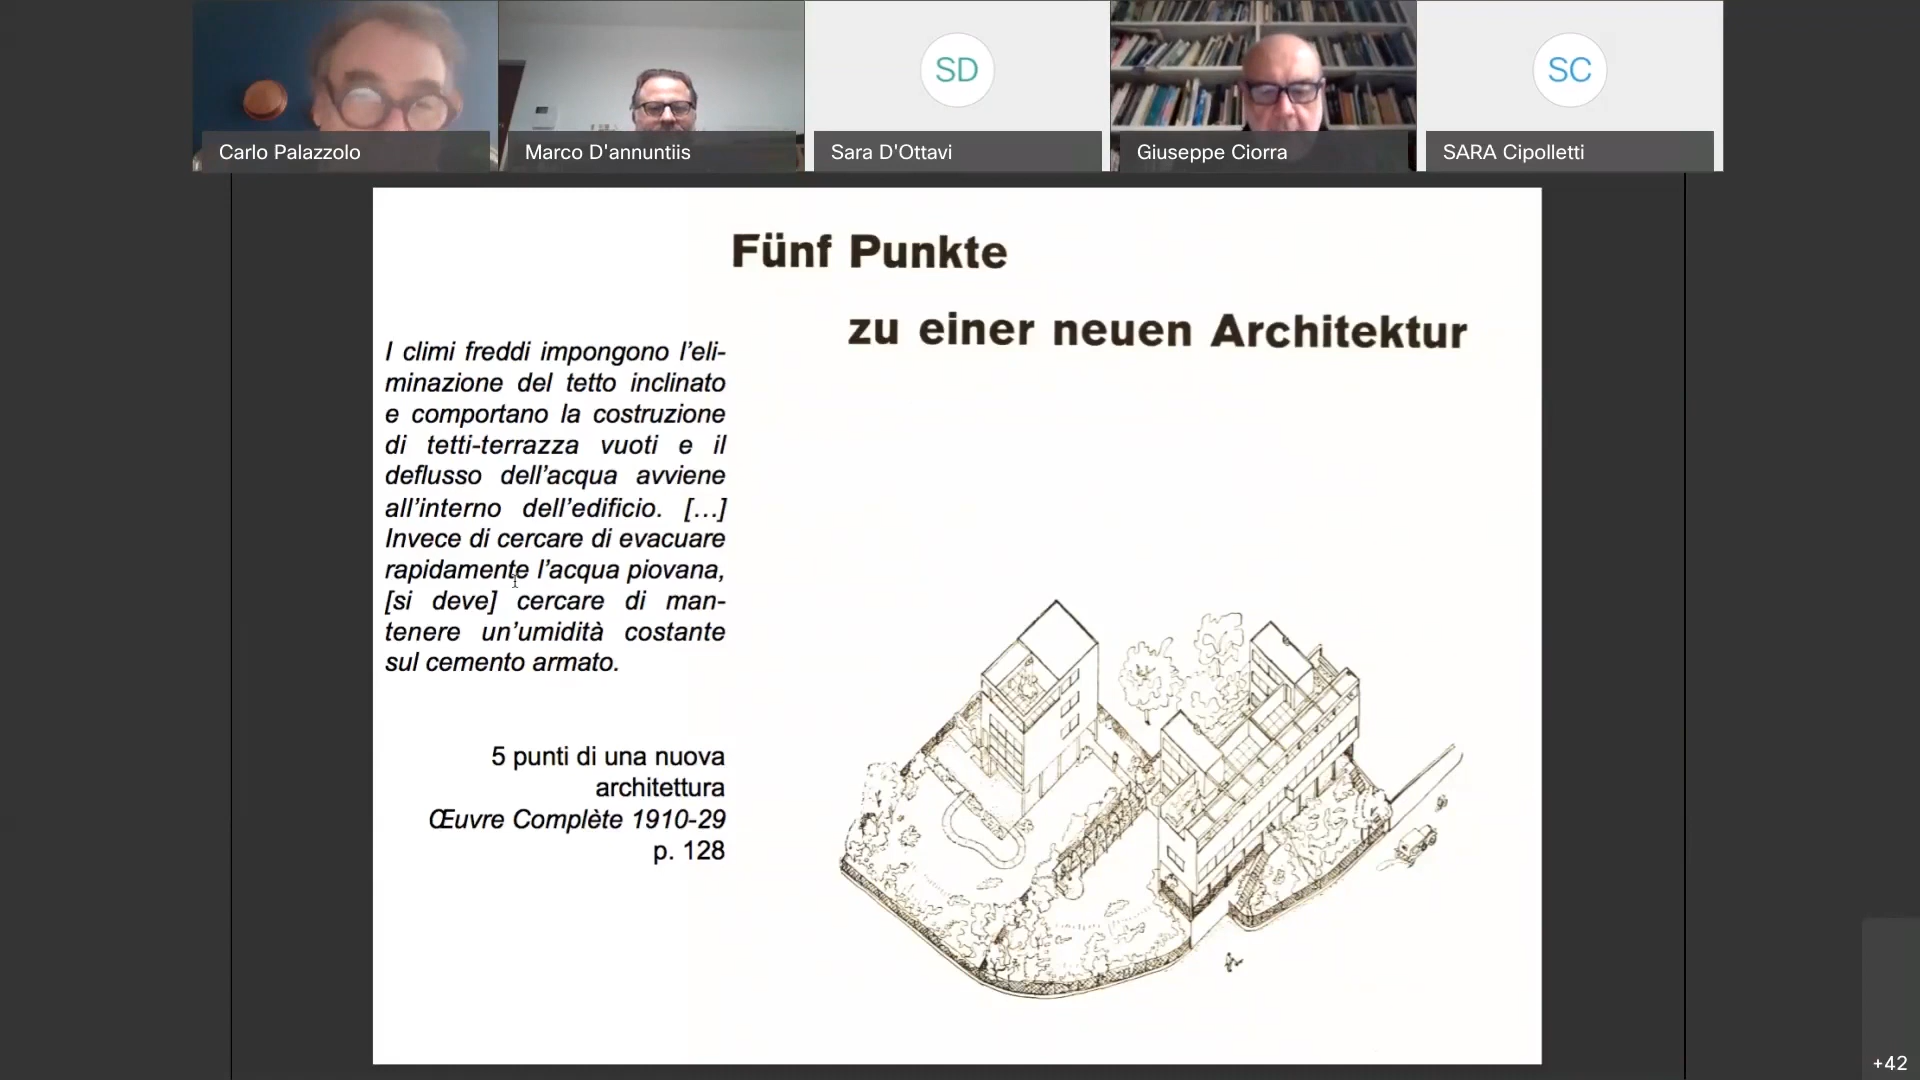 SD
SC
Carlo Palazzolo
Marco D'annuntiis
Sara D'Ottavi
Giuseppe Ciorra
SARA Cipolletti
Fünf Punkte
zu einer neuen Architektur
I climi freddi impongono l’eli-
minazione del tetto inclinato
e comportano la costruzione
di tetti-terrazza vuoti e il
deflusso dell’acqua avviene
all’interno dell’edificio. […]
Invece di cercare di evacuare
rapidamente l’acqua piovana,
[si deve] cercare di man-
tenere un’umidità costante
sul cemento armato.
5 punti di una nuova
architettura
Œuvre Complète 1910-29
p. 128
+42